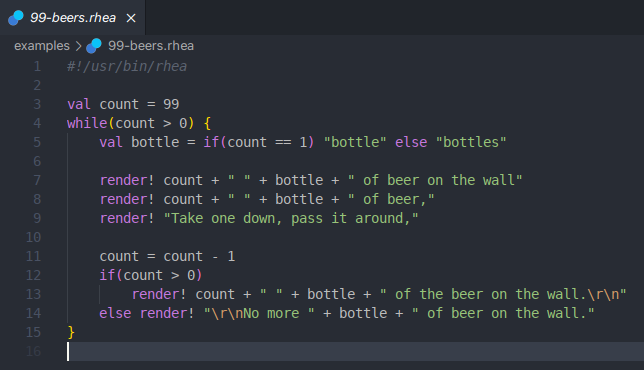 99-beers.rhea ×
examples > 99-beers.rhea
1 #!/usr/bin/rhea
2
3 val count = 99
4 while(count > 0) {
5     val bottle = if(count == 1) "bottle" else "bottles"
6
7     render! count + " " + bottle + " of beer on the wall"
8     render! count + " " + bottle + " of beer,"
9     render! "Take one down, pass it around,"
10
11     count = count - 1
12     if(count > 0)
13         render! count + " " + bottle + " of the beer on the wall.\r\n"
14     else render! "\r\nNo more " + bottle + " of beer on the wall."
15 }
16